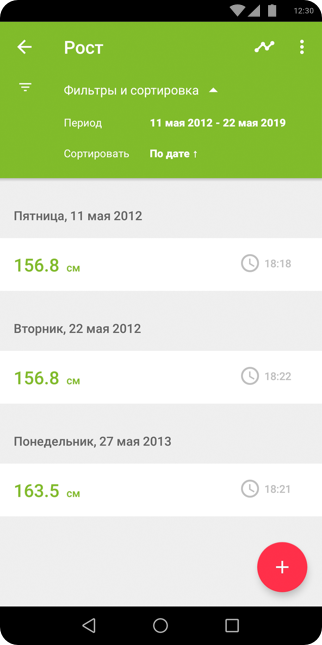 12:30
Рост
Фильтры и сортировка
Период 11 мая 2012 - 22 мая 2019
Сортировать По дате ↑
Пятница, 11 мая 2012
156.8 см 18:18
Вторник, 22 мая 2012
156.8 см 18:22
Понедельник, 27 мая 2013
163.5 см 18:21
+